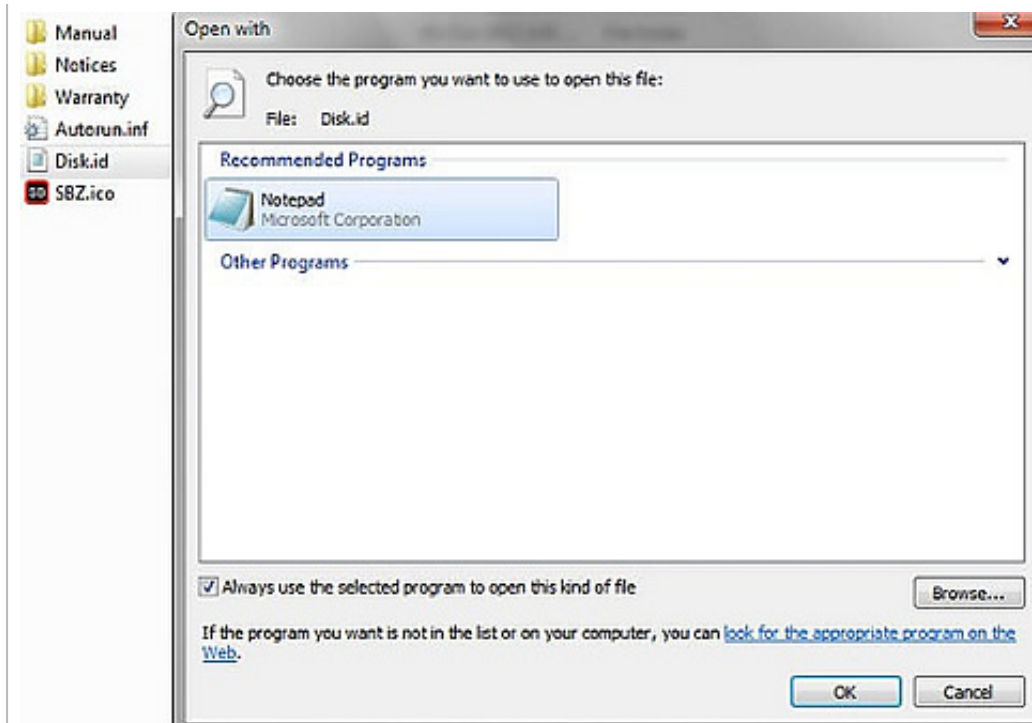 Manual
Notices
Warranty
Autorun.inf
Disk.id
SBZ.ico
Open with
Choose the program you want to use to open this file:
File: Disk.id
Recommended Programs
Notepad
Microsoft Corporation
Other Programs
Always use the selected program to open this kind of file
Browse...
If the program you want is not in the list or on your computer, you can look for the appropriate program on the
Web.
OK
Cancel